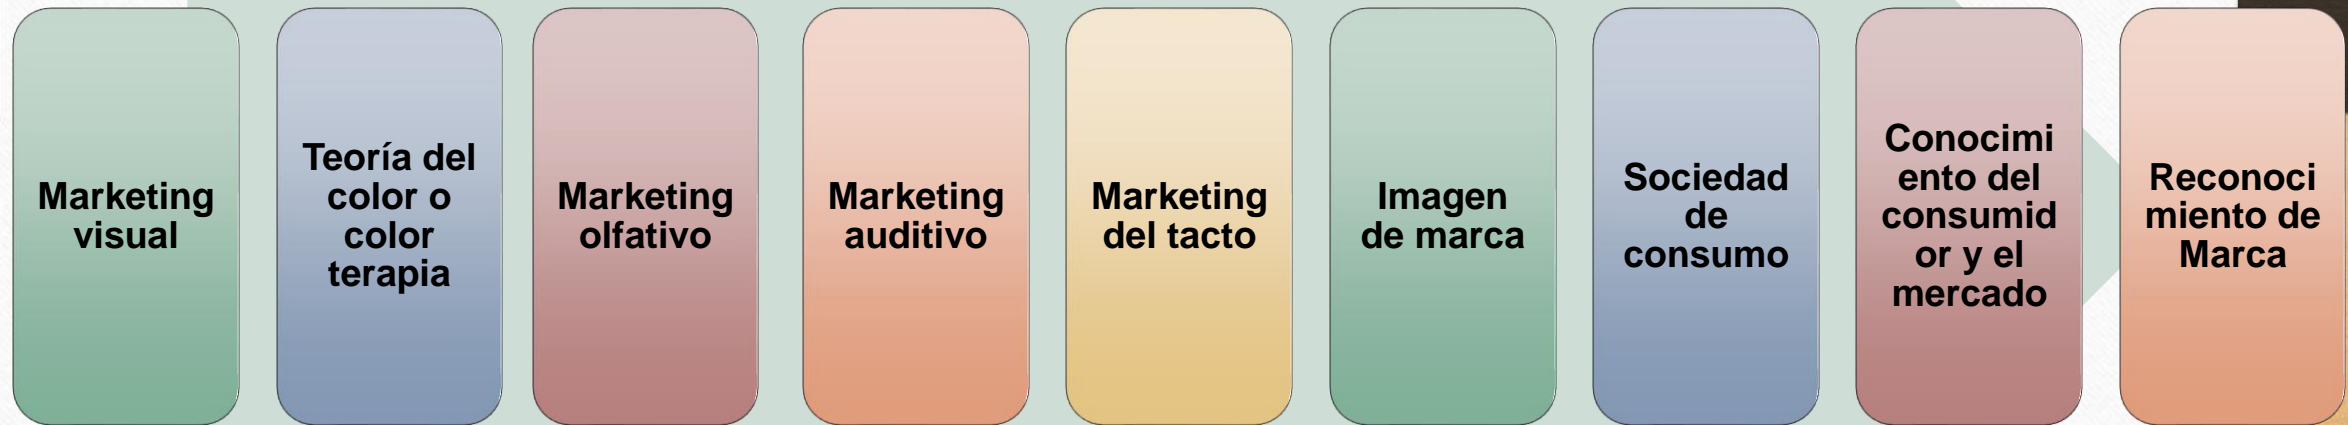 Marketing
visual
Teoría del
color o
color
terapia
Marketing
olfativo
Marketing
auditivo
Marketing
del tacto
Imagen
de marca
Sociedad
de
consumo
Conocimi
ento del
consumid
or y el
mercado
Reconoci
miento de
Marca